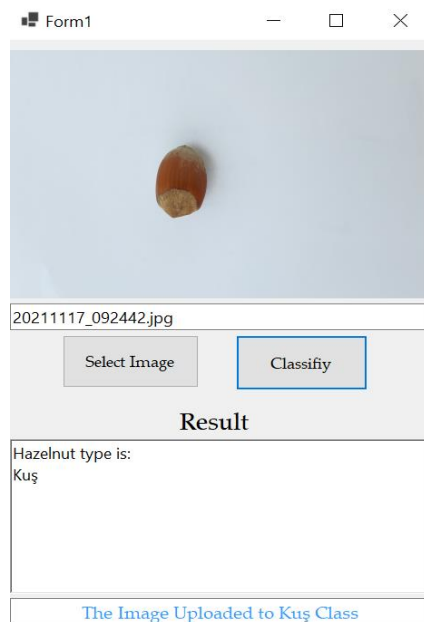 Form1
20211117_092442.jpg
Select Image
Classifiy
Result
Hazelnut type is:
Kuş
The Image Uploaded to Kuş Class